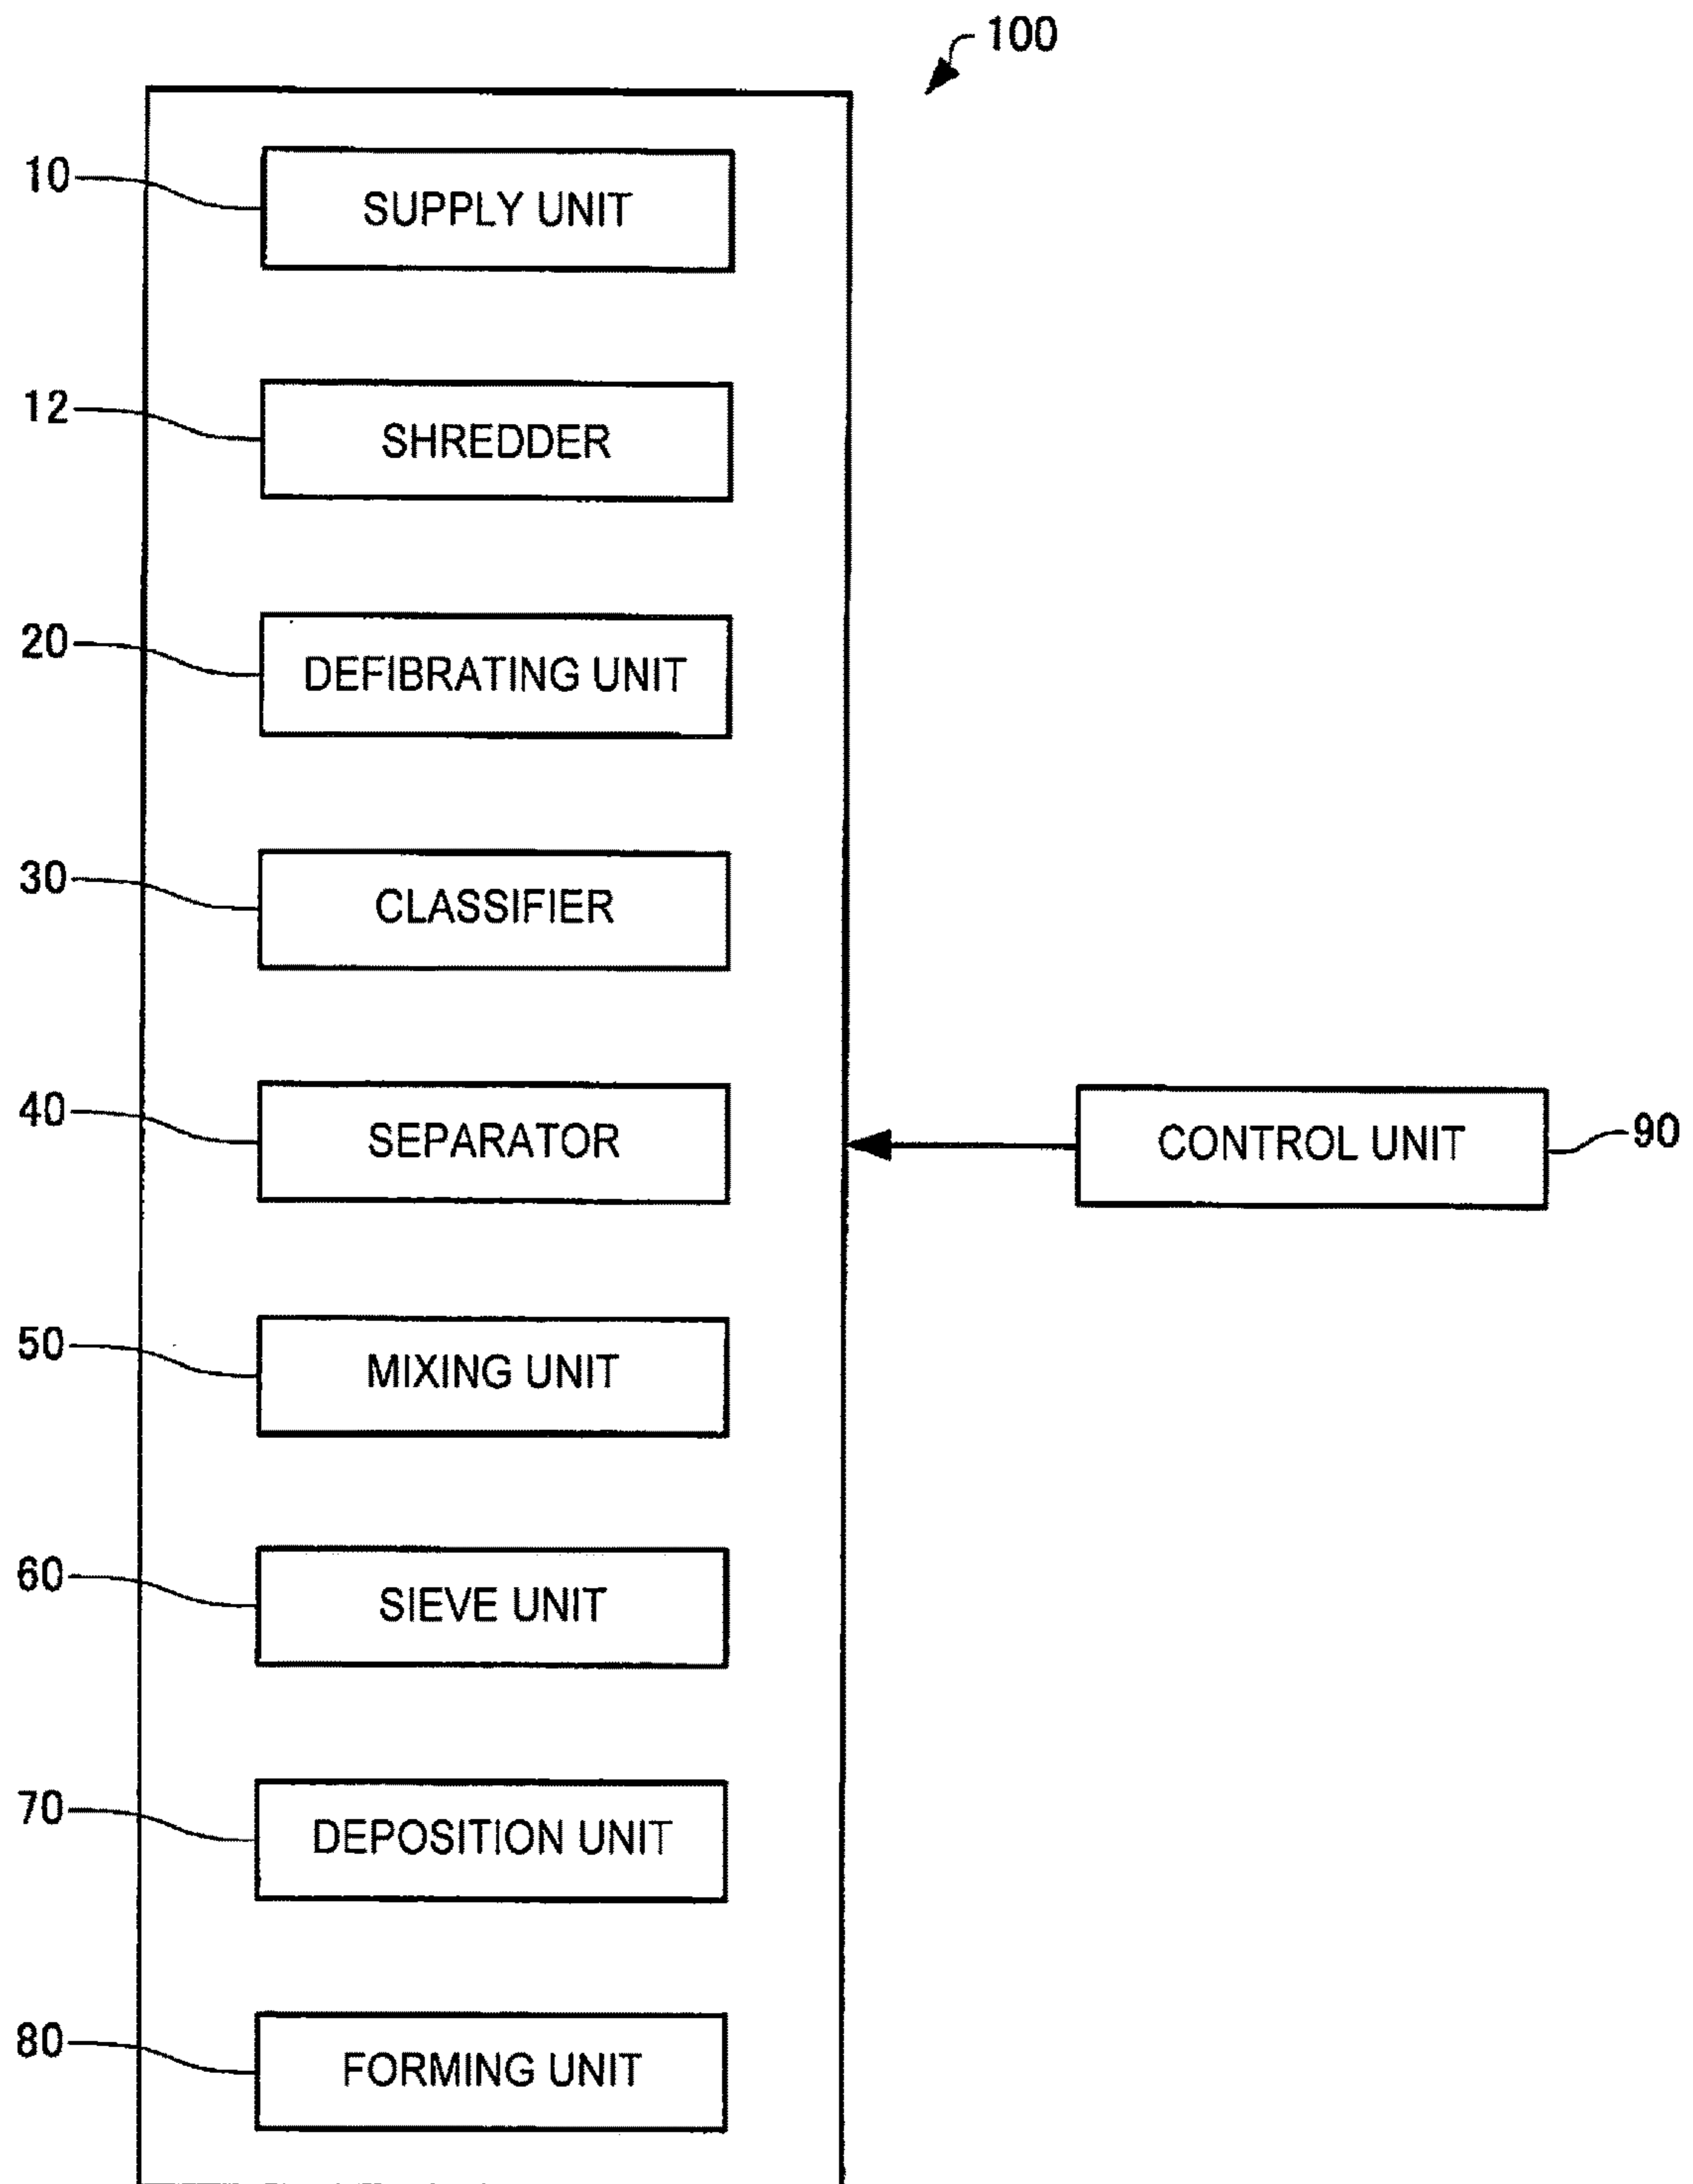 100
10
SUPPLY UNIT
12
SHREDDER
20
DEFIBRATING UNIT
30
CLASSIFIER
40
SEPARATOR
CONTROL UNIT
90
50
MIXING UNIT
60
SIEVE UNIT
70
DEPOSITION UNIT
80
FORMING UNIT